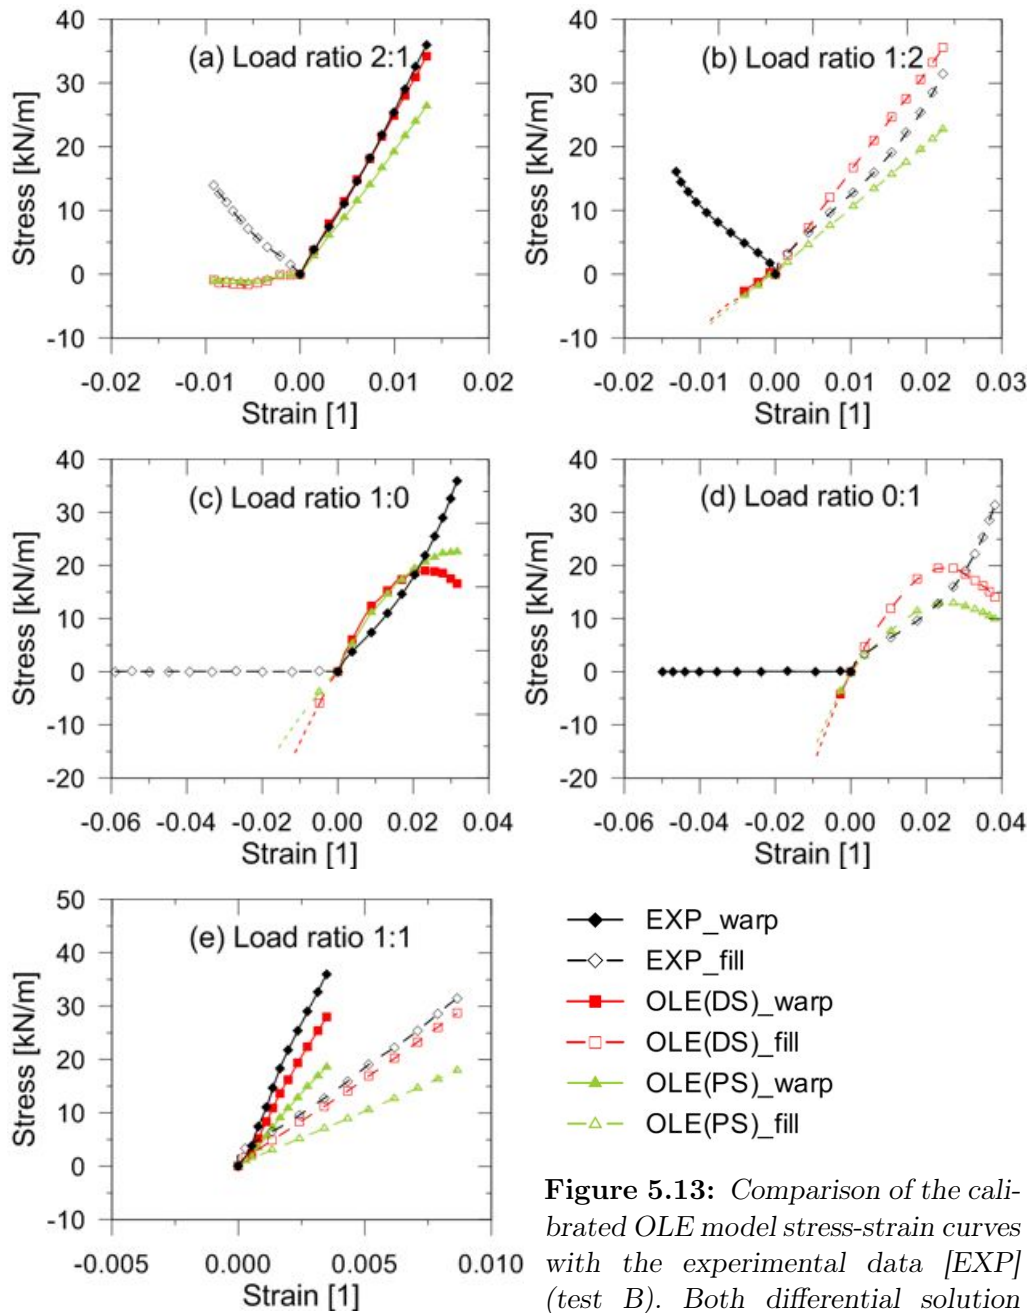 40
30
20
10
0
-10
Stress [kN/m]
(a) Load ratio 2:1
-0.02 -0.01 0.00 0.01 0.02
Strain [1]
40
30
20
10
0
-10
Stress [kN/m]
(b) Load ratio 1:2
-0.02 -0.01 0.00 0.01 0.02 0.03
Strain [1]
40
30
20
10
0
-10
-20
Stress [kN/m]
(c) Load ratio 1:0
-0.06 -0.04 -0.02 0.00 0.02 0.04
Strain [1]
40
30
20
10
0
-10
-20
Stress [kN/m]
(d) Load ratio 0:1
-0.06 -0.04 -0.02 0.00 0.02 0.04
Strain [1]
50
40
30
20
10
0
-10
Stress [kN/m]
(e) Load ratio 1:1
-0.005 0.000 0.005 0.010
Strain [1]
EXP_warp
EXP_fill
OLE(DS)_warp
OLE(DS)_fill
OLE(PS)_warp
OLE(PS)_fill
Figure 5.13: Comparison of the cali-
brated OLE model stress-strain curves
with the experimental data [EXP]
(test B). Both differential solution